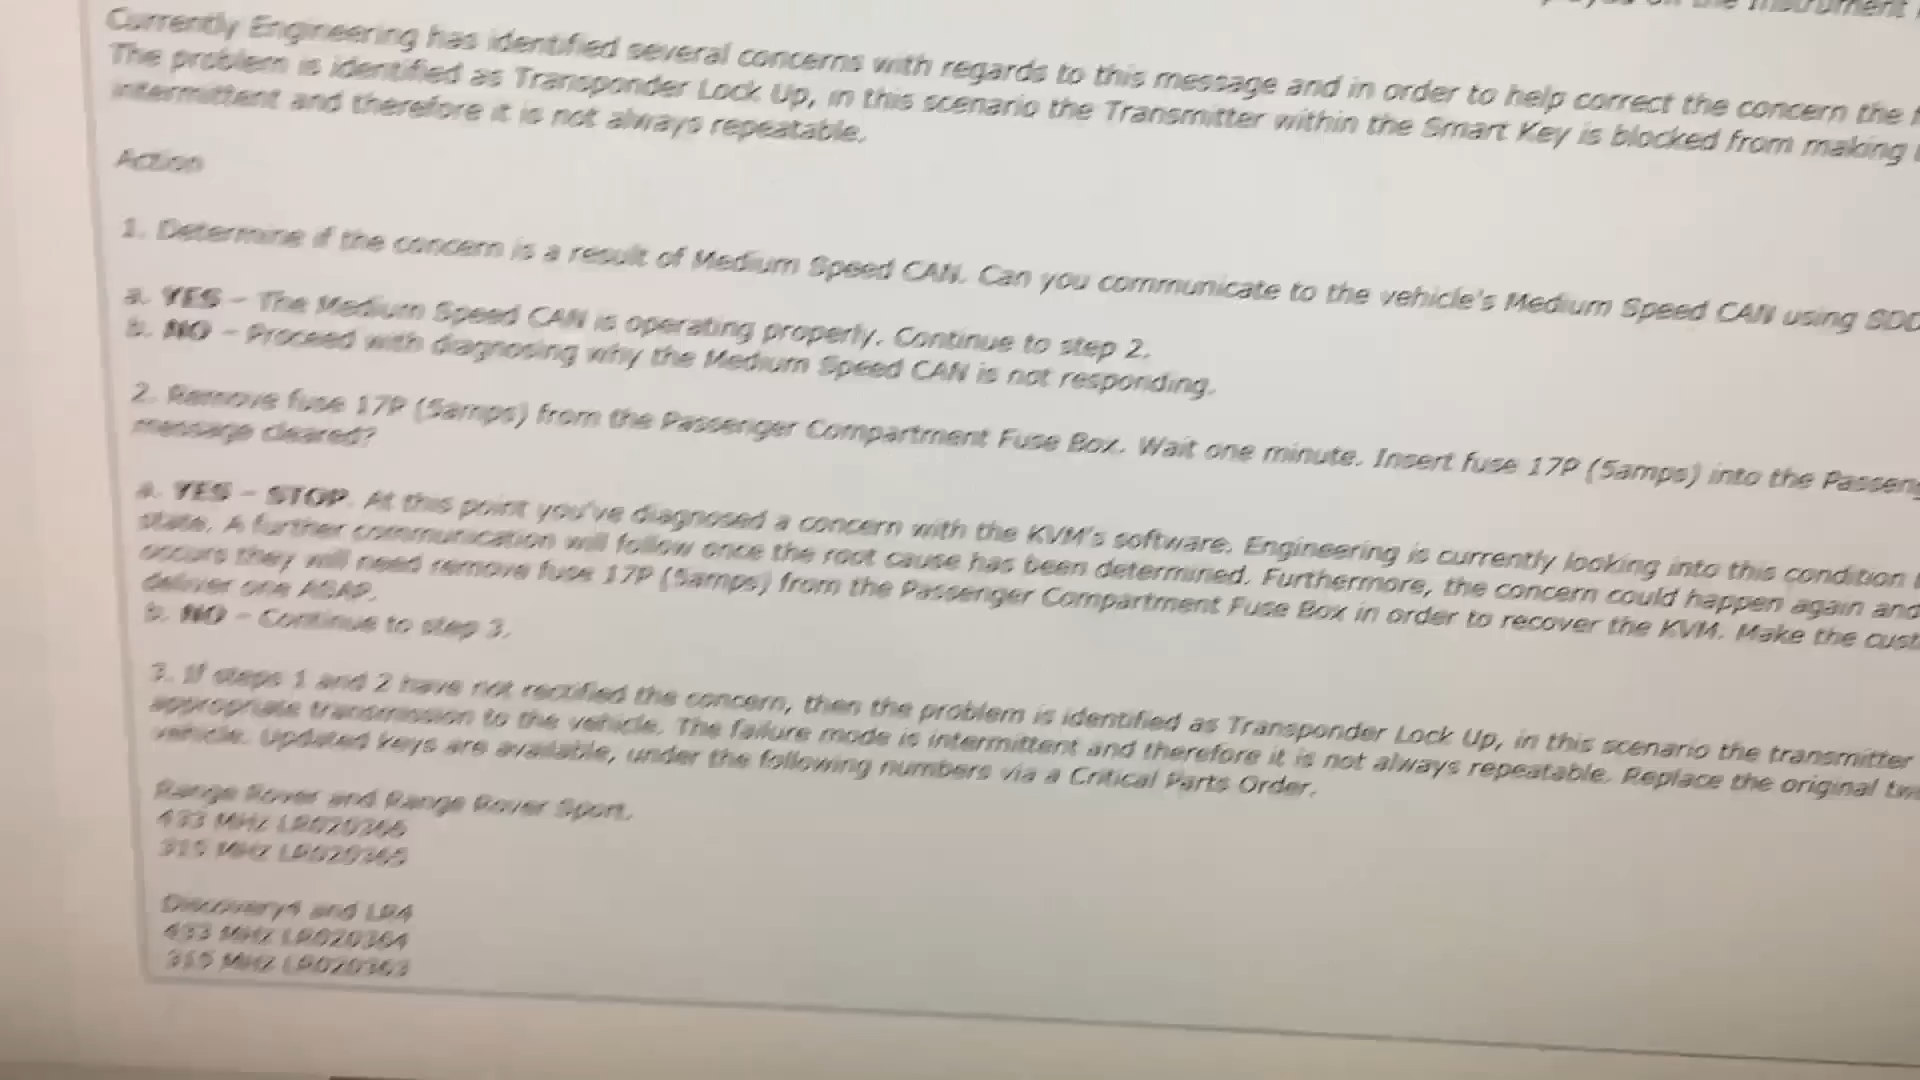 on the Instrument
Currently Engineering has identified several concerns with regards to this message and in order to help correct the concern the
The problem is identified as Transponder Lock Up, in this scenario the Transmitter within the Smart Key is blocked from making
intermittent and therefore it is not always repeatable.
Action
1. Determine if the concern is a result of Medium Speed CAN. Can you communicate to the vehicle's Medium Speed CAN using SDD
a. YES - The Medium Speed CAN is operating properly. Continue to step 2.
b. NO - Proceed with diagnosing why the Medium Speed CAN is not responding.
2. Remove fuse 17P (5amps) from the Passenger Compartment Fuse Box. Wait one minute. Insert fuse 17P (5amps) into the Passeng
message cleared?
a. YES - STOP. At this point you've diagnosed a concern with the KVM's software. Engineering is currently looking into this condition
state. A further communication will follow once the root cause has been determined. Furthermore, the concern could happen again and
occurs they will need remove fuse 17P (5amps) from the Passenger Compartment Fuse Box in order to recover the KVM. Make the cust
deliver one ASAP.
b. NO - Continue to step 3.
3. If steps 1 and 2 have not rectified the concern, then the problem is identified as Transponder Lock Up, in this scenario the transmitter
appropriate transmission to the vehicle. The failure mode is intermittent and therefore it is not always repeatable. Replace the original tw
vehicle. Updated keys are available, under the following numbers via a Critical Parts Order.
Range Rover and Range Rover Sport.
433 MHz LR020366
315 MHz LR020365
Discovery4 and LR4
433 MHz LR020364
315 MHz LR020363